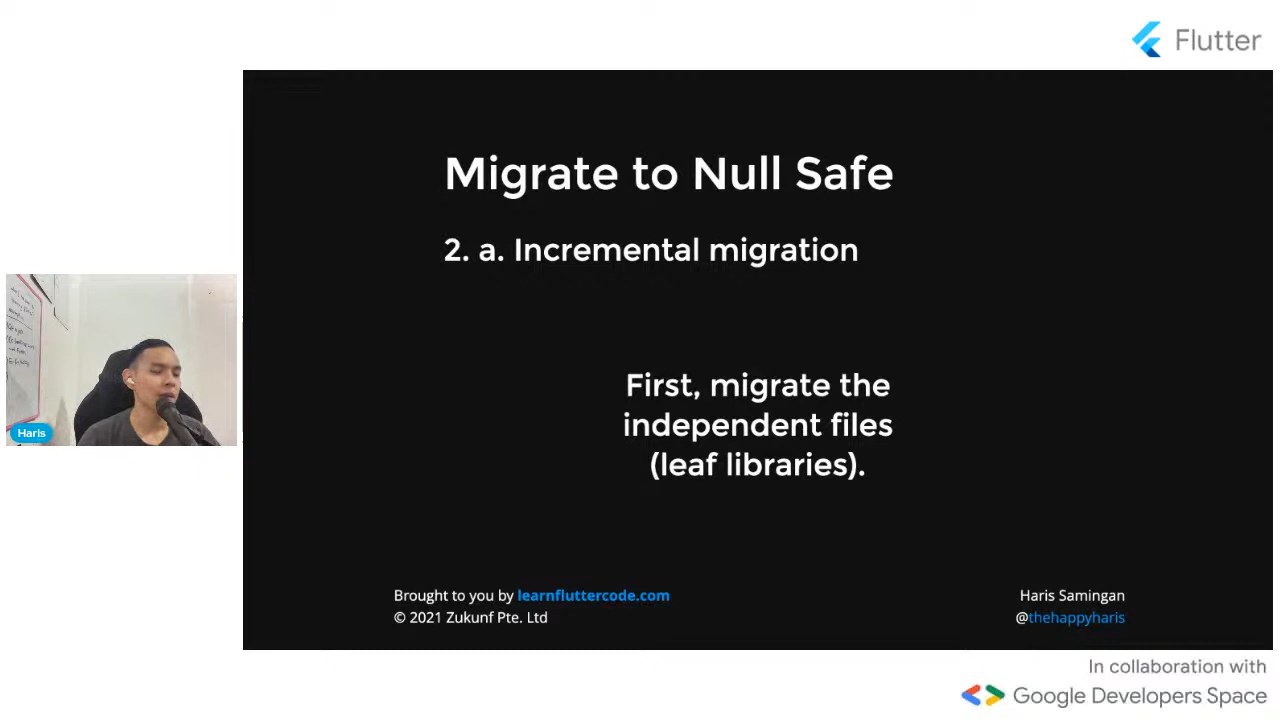 Flutter
Migrate to Null Safe
2. a. Incremental migration
First, migrate the
independent files
(leaf libraries).
Haris
Brought to you by learnfluttercode.com
© 2021 Zukunf Pte. Ltd
Haris Samingan
@thehappyharis
In collaboration with
Google Developers Space